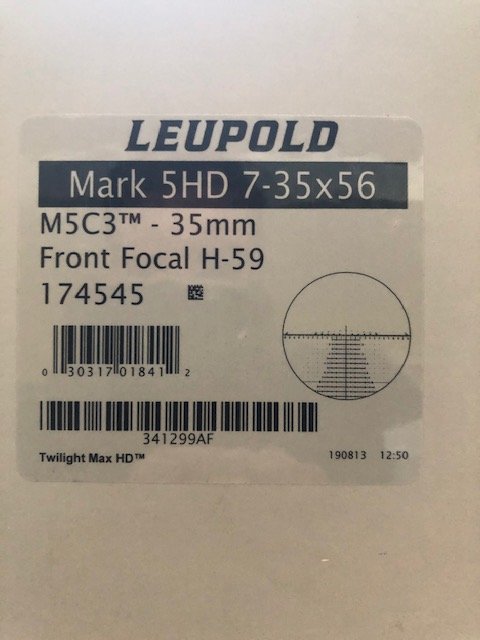 LEUPOLD
Mark 5HD 7-35x56
M5C3™ - 35mm
Front Focal H-59
174545
0 30317 01841 2
341299AF
Twilight Max HD™
190813 12:50